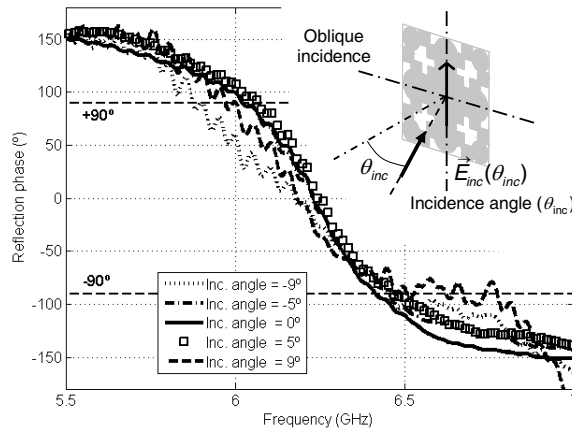 Reflection phase (º)
150
100
50
0
-50
-100
-150
+90º
-90º
Oblique
incidence
θinc
E⃗inc(θinc)
Incidence angle (θinc)
Inc. angle = -9º
Inc. angle = -5º
Inc. angle = 0º
Inc. angle = 5º
Inc. angle = 9º
5.5
6
6.5
7
Frequency (GHz)